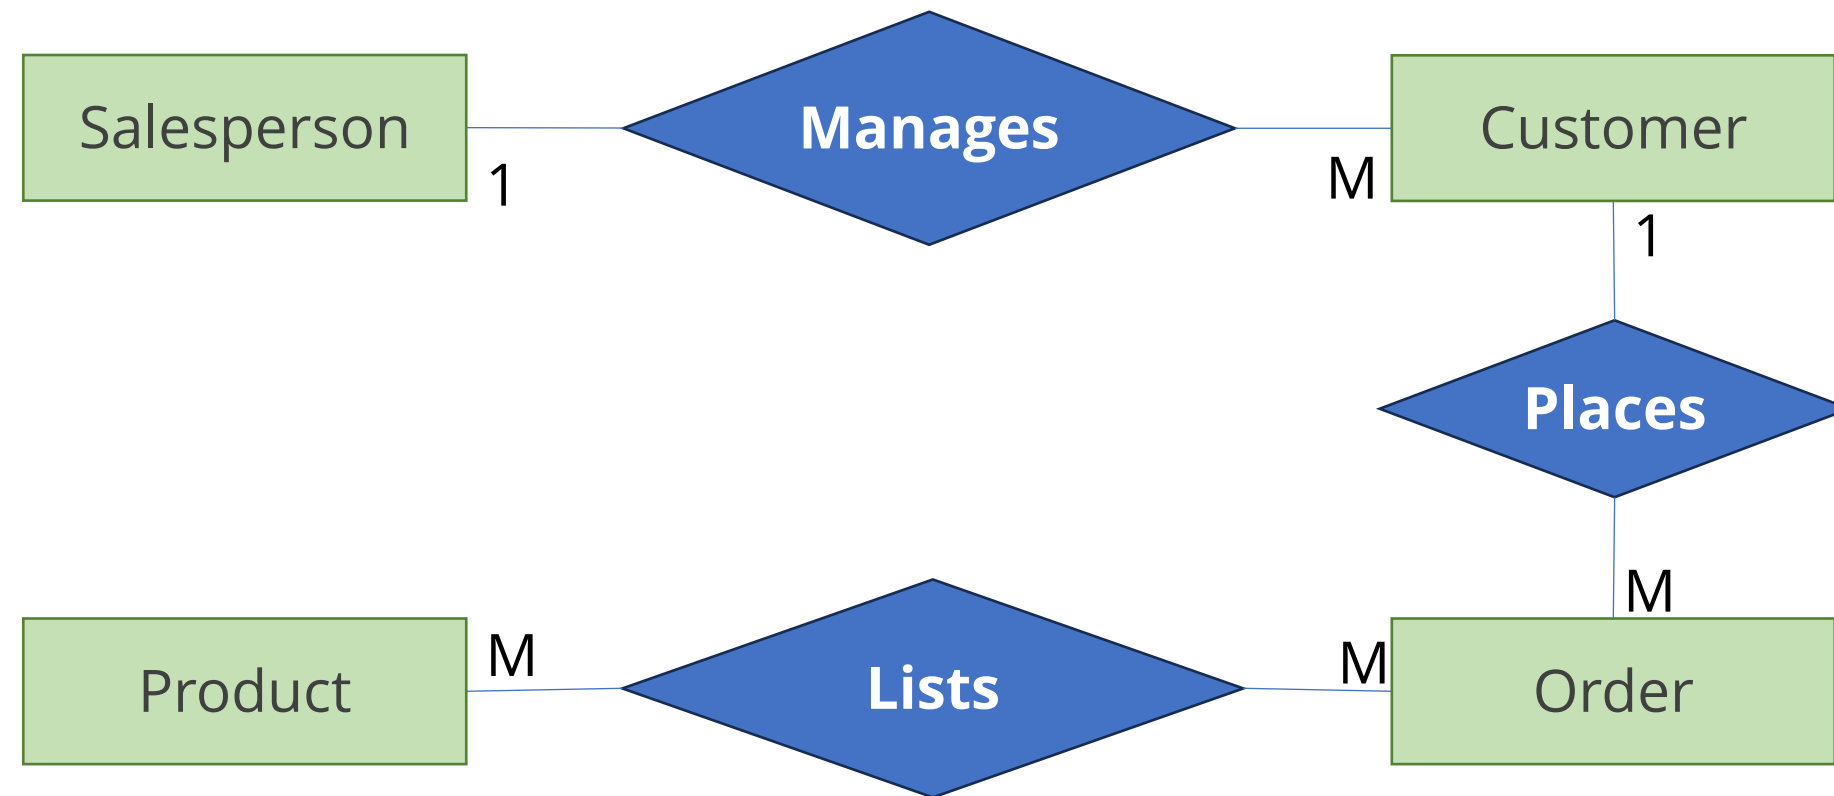 Salesperson
1
Manages
M
Customer
1
Places
M
Product
M
Lists
M
Order